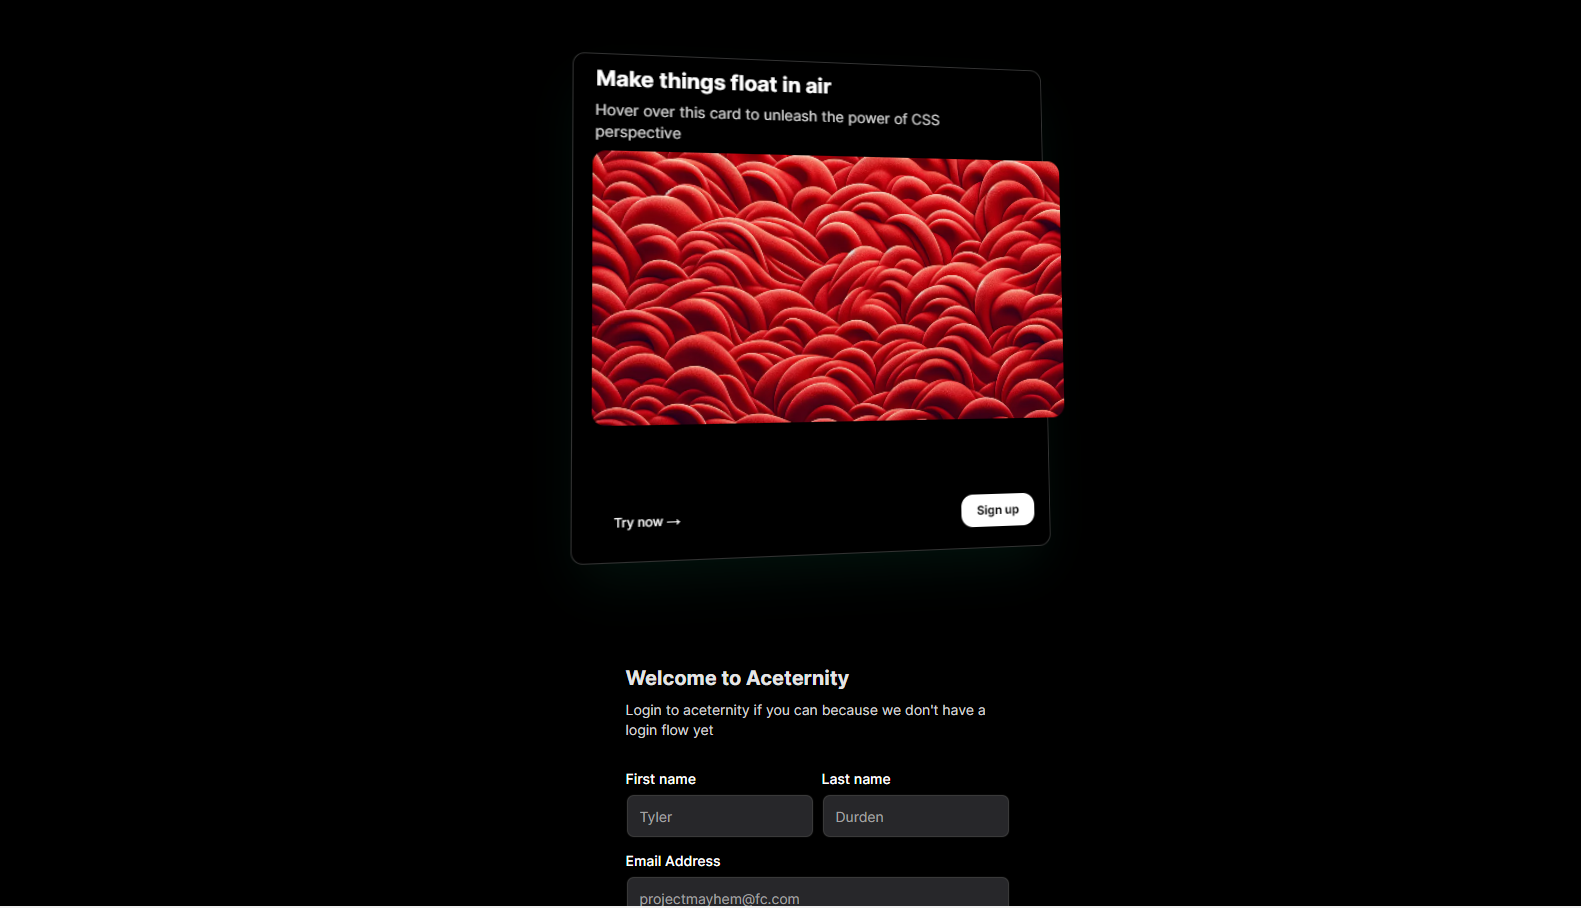 Make things float in air
Hover over this card to unleash the power of CSS
perspective
Try now →
Sign up
Welcome to Aceternity
Login to aceternity if you can because we don't have a
login flow yet
First name
Last name
Tyler
Durden
Email Address
projectmayhem@fc.com